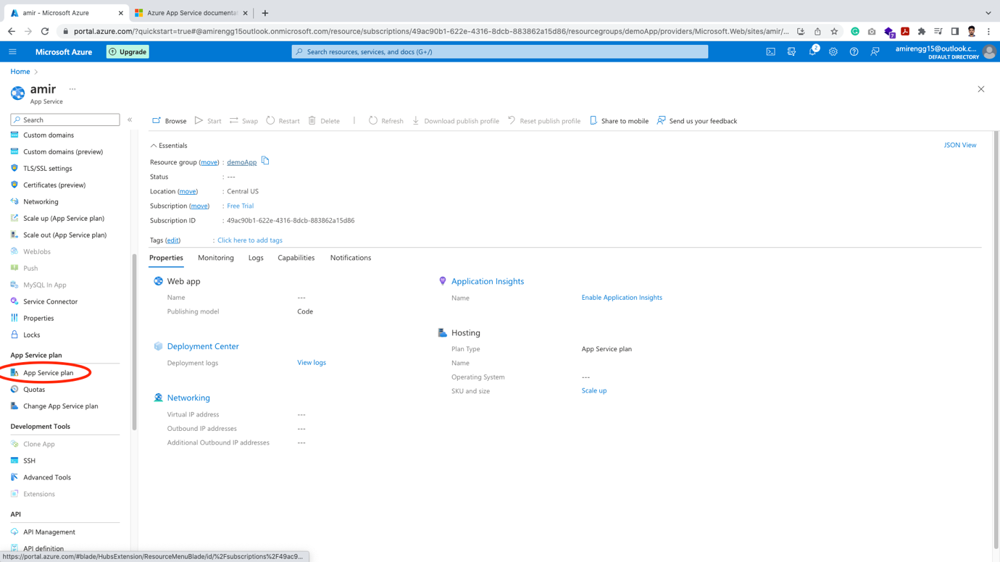 amir - Microsoft Azure
Azure App Service documentat
portal.azure.com/?quickstart=true#@amirengg15outlook.onmicrosoft.com/resource/subscriptions/49ac90b1-622e-4316-8dcb-883862a15d86/resourcegroups/demoApp/providers/Microsoft.Web/sites/amir/...
7
Microsoft Azure
Upgrade
Search resources, services, and docs (G+/)
2
amirengg15@outlook.c...
DEFAULT DIRECTORY
Home
amir ...
App Service
Search
Custom domains
Custom domains (preview)
TLS/SSL settings
Certificates (preview)
Networking
Scale up (App Service plan)
Scale out (App Service plan)
WebJobs
Push
MySQL In App
Service Connector
Properties
Locks
App Service plan
App Service plan
Quotas
Change App Service plan
Development Tools
Clone App
SSH
Advanced Tools
Extensions
API
API Management
API definition
Browse Start Swap Restart Delete | Refresh Download publish profile Reset publish profile Share to mobile Send us your feedback
Essentials
JSON View
Resource group (move) : demoApp
Status : ---
Location (move) : Central US
Subscription (move) : Free Trial
Subscription ID : 49ac90b1-622e-4316-8dcb-883862a15d86
Tags (edit) : Click here to add tags
Properties Monitoring Logs Capabilities Notifications
Web app
Name ---
Publishing model Code
Deployment Center
Deployment logs View logs
Networking
Virtual IP address ---
Outbound IP addresses ---
Additional Outbound IP addresses ---
Application Insights
Name Enable Application Insights
Hosting
Plan Type App Service plan
Name
Operating System ---
SKU and size Scale up
https://portal.azure.com/#blade/HubsExtension/ResourceMenuBlade/id/%2Fsubscriptions%2F49ac9...